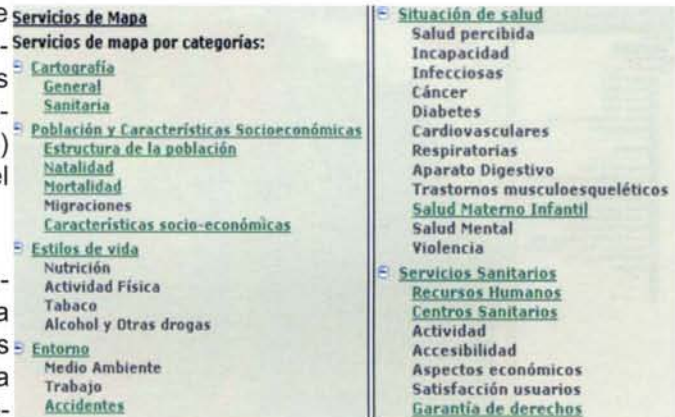 Servicios de Mapa
Servicios de mapa por categorías:
Cartografía
General
Sanitaria
Población y Características Socioeconómicas
Estructura de la población
Natalidad
Mortalidad
Migraciones
Características socio-económicas
Estilos de vida
Nutrición
Actividad Física
Tabaco
Alcohol y Otras drogas
Entorno
Medio Ambiente
Trabajo
Accidentes
Situación de salud
Salud percibida
Incapacidad
Infecciosas
Cáncer
Diabetes
Cardiovasculares
Respiratorias
Aparato Digestivo
Trastornos musculoesqueléticos
Salud Materno Infantil
Salud Mental
Violencia
Servicios Sanitarios
Recursos Humanos
Centros Sanitarios
Actividad
Accesibilidad
Aspectos económicos
Satisfacción usuarios
Garantía de derechos